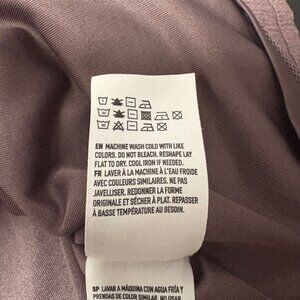 EN MACHINE WASH COLD WITH LIKE
COLORS. DO NOT BLEACH. RESHAPE LAY
FLAT TO DRY. COOL IRON IF NEEDED.
FR LAVER À LA MACHINE À L'EAU FROIDE
AVEC COULEURS SIMILAIRES. NE PAS
JAVELLISER. REDONNER LA FORME
ORIGINALE ET SÉCHER À PLAT. REPASSER
À BASSE TEMPÉRATURE AU BESOIN.
SP LAVAR A MÁQUINA CON AGUA FRÍA Y
PRENDAS DE COLOR SIMILAR. NO USAR